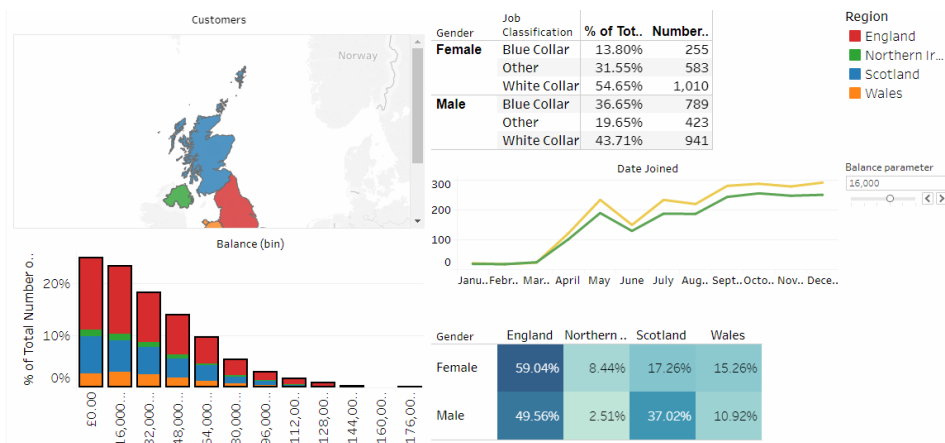 Customers
Norway
Job
Gender Classification % of Tot.. Number..
Female Blue Collar 13.80% 255
Other 31.55% 583
White Collar 54.65% 1,010
Male Blue Collar 36.65% 789
Other 19.65% 423
White Collar 43.71% 941
Region
England
Northern Ir...
Scotland
Wales
Date Joined
300
200
100
0
Janu.. Febr.. Mar.. April May June July Aug.. Sept.. Octo.. Nov.. Dece..
Balance parameter
16,000
Balance (bin)
% of Total Number o..
20%
10%
0%
£0.00
16,000...
32,000...
48,000...
64,000...
80,000...
96,000...
112,00...
128,00...
144,00...
160,00...
176,00...
Gender England Northern .. Scotland Wales
Female 59.04% 8.44% 17.26% 15.26%
Male 49.56% 2.51% 37.02% 10.92%